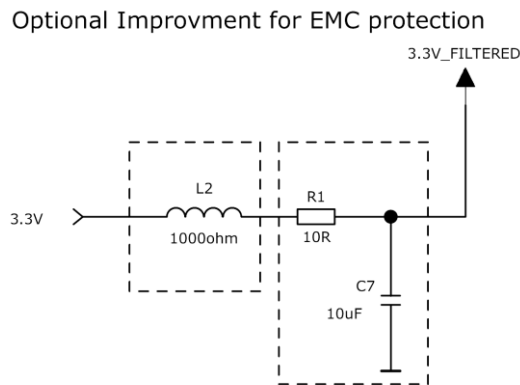 Optional Improvment for EMC protection
3.3V_FILTERED
L2
R1
3.3V
1000ohm
10R
C7
10uF